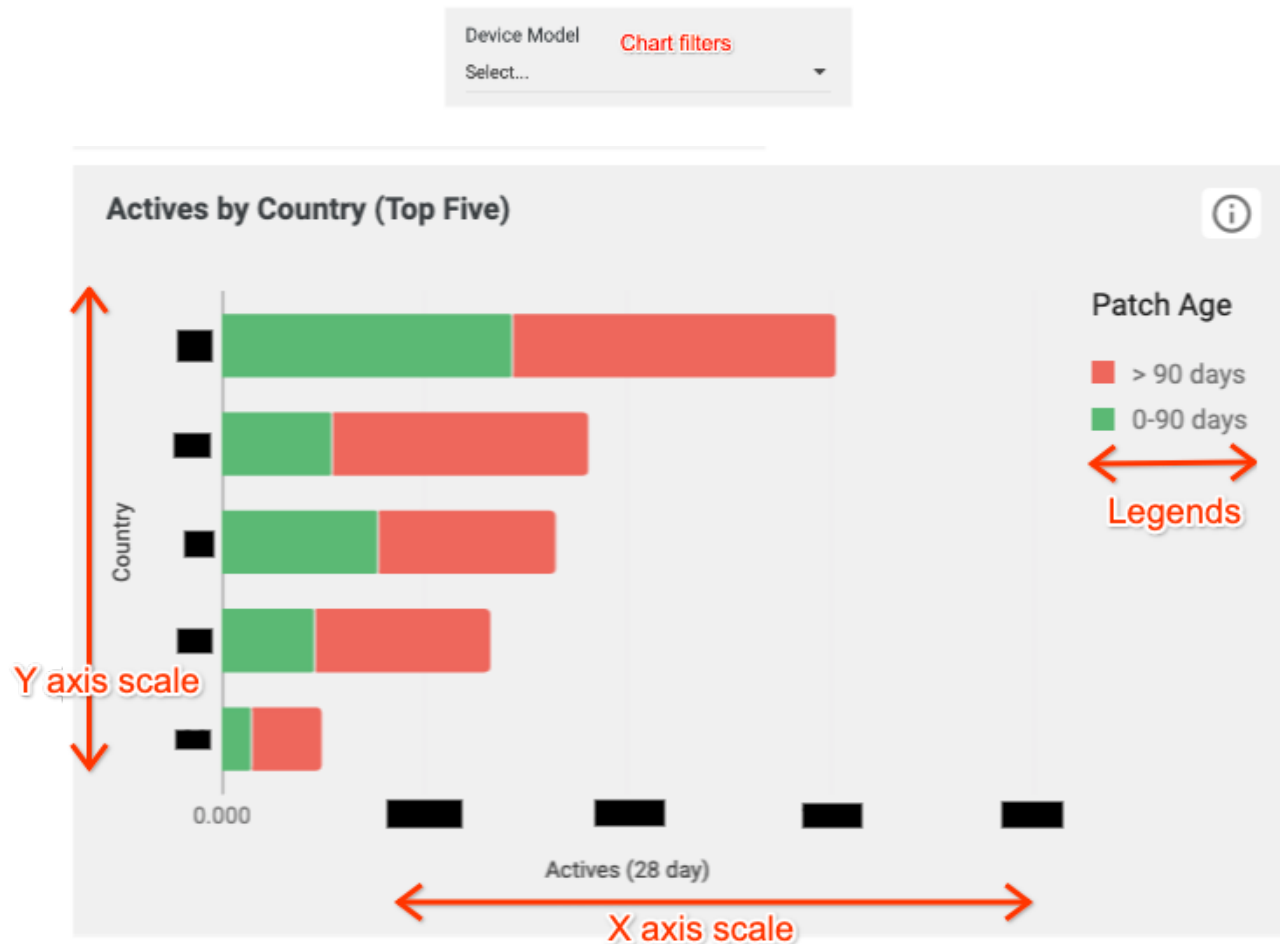 Device Model
Chart filters
Select...
Actives by Country (Top Five)
Patch Age
> 90 days
0-90 days
Legends
Country
Y axis scale
0.000
Actives (28 day)
X axis scale